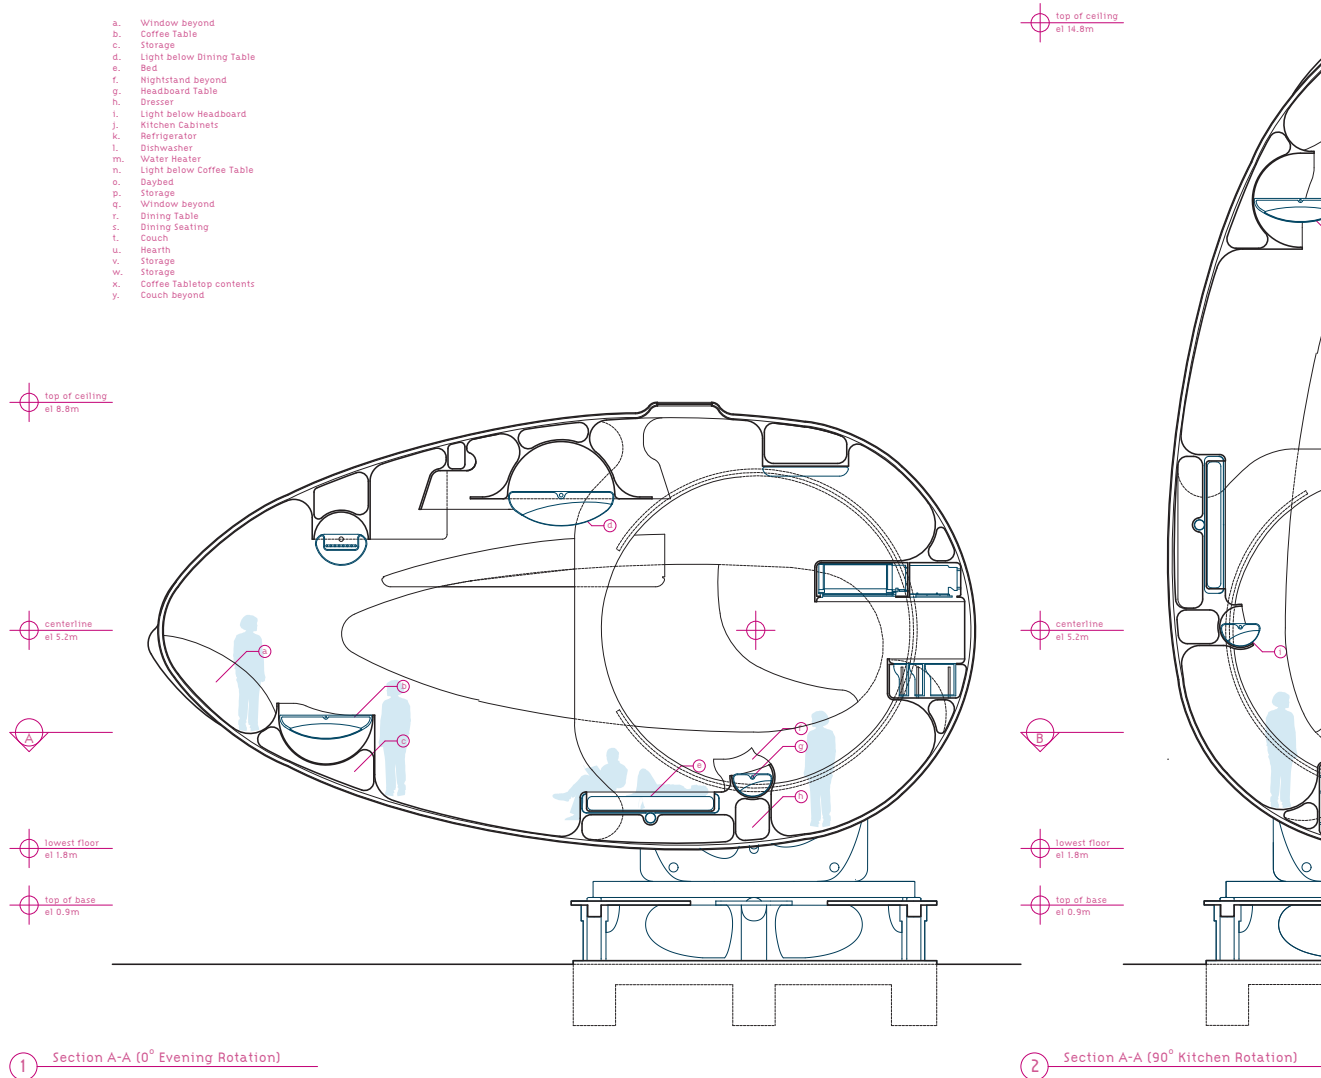 a. Window beyond
b. Coffee Table
c. Storage
d. Light below Dining Table
e. Bed
f. Nightstand beyond
g. Headboard Table
h. Dresser
i. Light below Headboard
j. Kitchen Cabinets
k. Refrigerator
l. Dishwasher
m. Water Heater
n. Light below Coffee Table
o. Daybed
p. Storage
q. Window beyond
r. Dining Table
s. Dining Seating
t. Couch
u. Hearth
v. Storage
w. Storage
x. Coffee Tabletop contents
y. Couch beyond
top of ceiling
el 8.8m
centerline
el 5.2m
A
lowest floor
el 1.8m
top of base
el 0.9m
a
b
c
d
e
f
g
h
1 Section A-A (0° Evening Rotation)
top of ceiling
el 14.8m
centerline
el 5.2m
B
lowest floor
el 1.8m
top of base
el 0.9m
i
2 Section A-A (90° Kitchen Rotation)